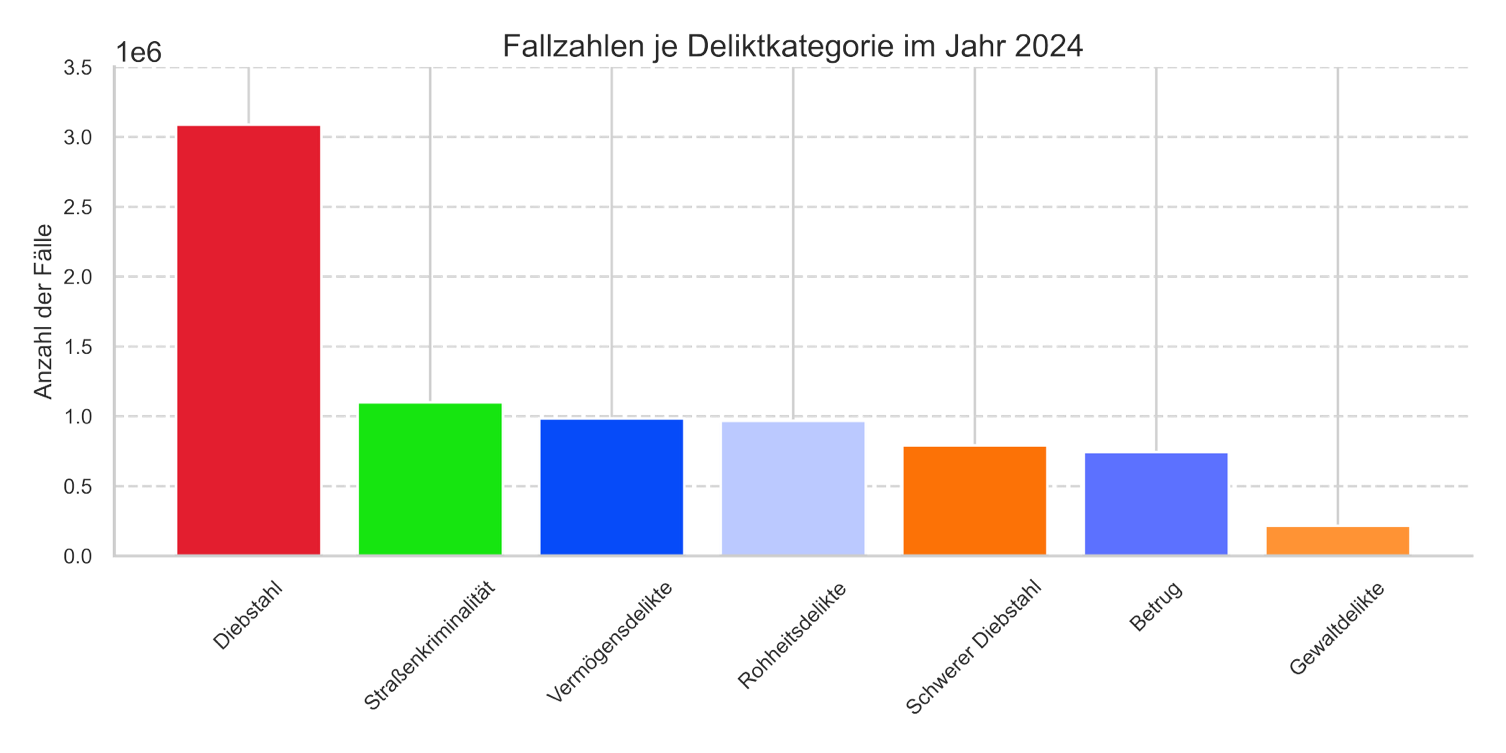 Fallzahlen je Deliktkategorie im Jahr 2024
1e6
3.5
3.0
2.5
2.0
1.5
1.0
0.5
0.0
Anzahl der Fälle
Diebstahl
Straßenkriminalität
Vermögensdelikte
Rohheitsdelikte
Schwerer Diebstahl
Betrug
Gewaltdelikte